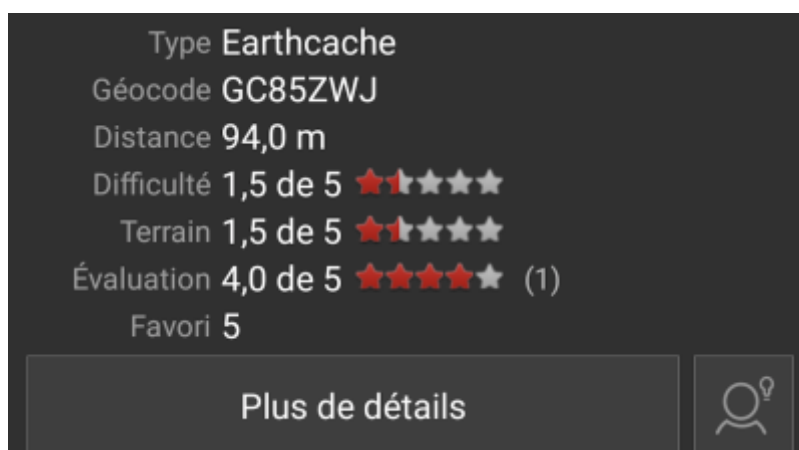 Type Earthcache
Géocode GC85ZWJ
Distance 94,0 m
Difficulté 1,5 de 5
Terrain 1,5 de 5
Évaluation 4,0 de 5 (1)
Favori 5
Plus de détails